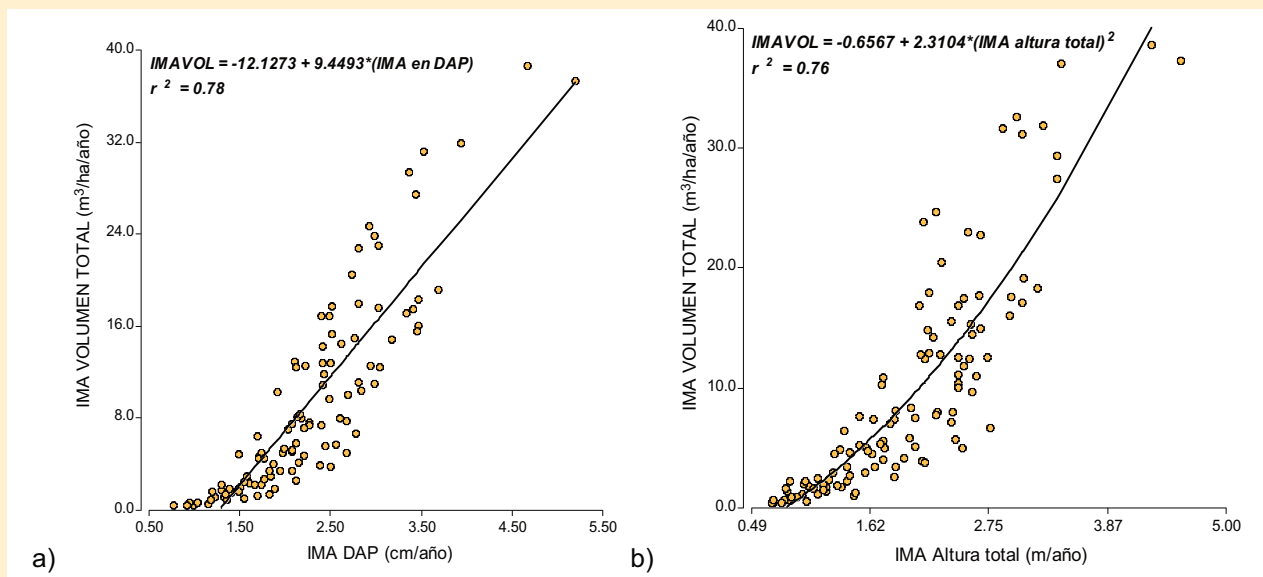 IMAVOL = -12.1273 + 9.4493*(IMA en DAP)
r ² = 0.78
40.0
32.0
24.0
16.0
8.0
0.0
IMA VOLUMEN TOTAL (m³/ha/año)
0.50 1.50 2.50 3.50 4.50 5.50
IMA DAP (cm/año)
a)
IMAVOL = -0.6567 + 2.3104*(IMA altura total)²
r ² = 0.76
40.0
30.0
20.0
10.0
0.0
IMA VOLUMEN TOTAL (m³/ha/año)
0.49 1.62 2.75 3.87 5.00
IMA Altura total (m/año)
b)